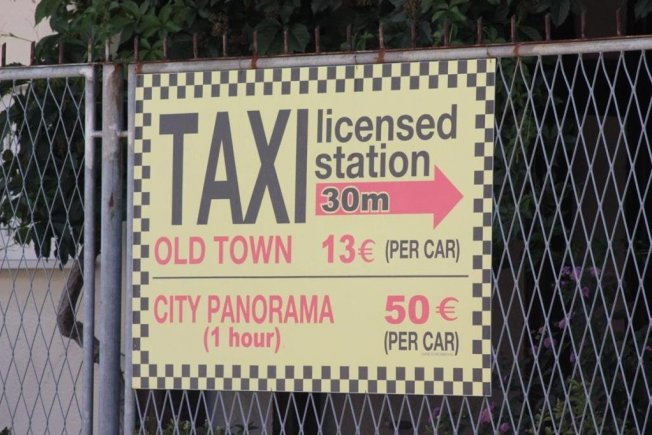 TAXI licensed
station
30m
OLD TOWN 13€ (PER CAR)
CITY PANORAMA 50€
(1 hour) (PER CAR)